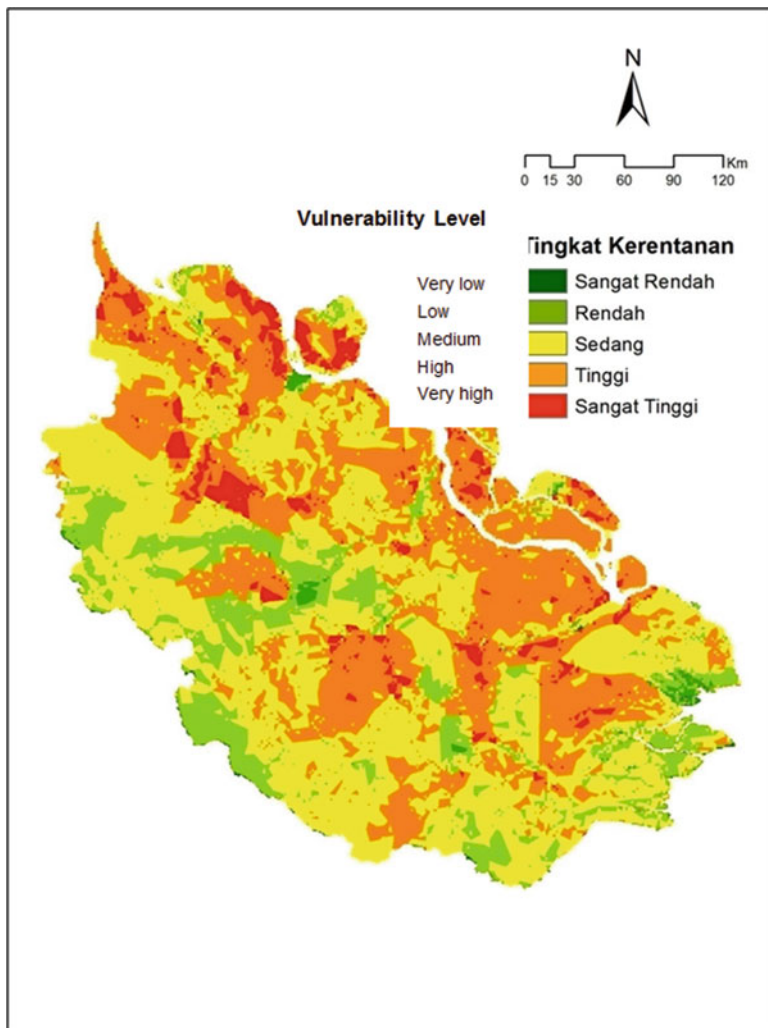 N
Km
0 15 30 60 90 120
Vulnerability Level
Tingkat Kerentanan
Very low
Sangat Rendah
Low
Rendah
Medium
Sedang
High
Tinggi
Very high
Sangat Tinggi